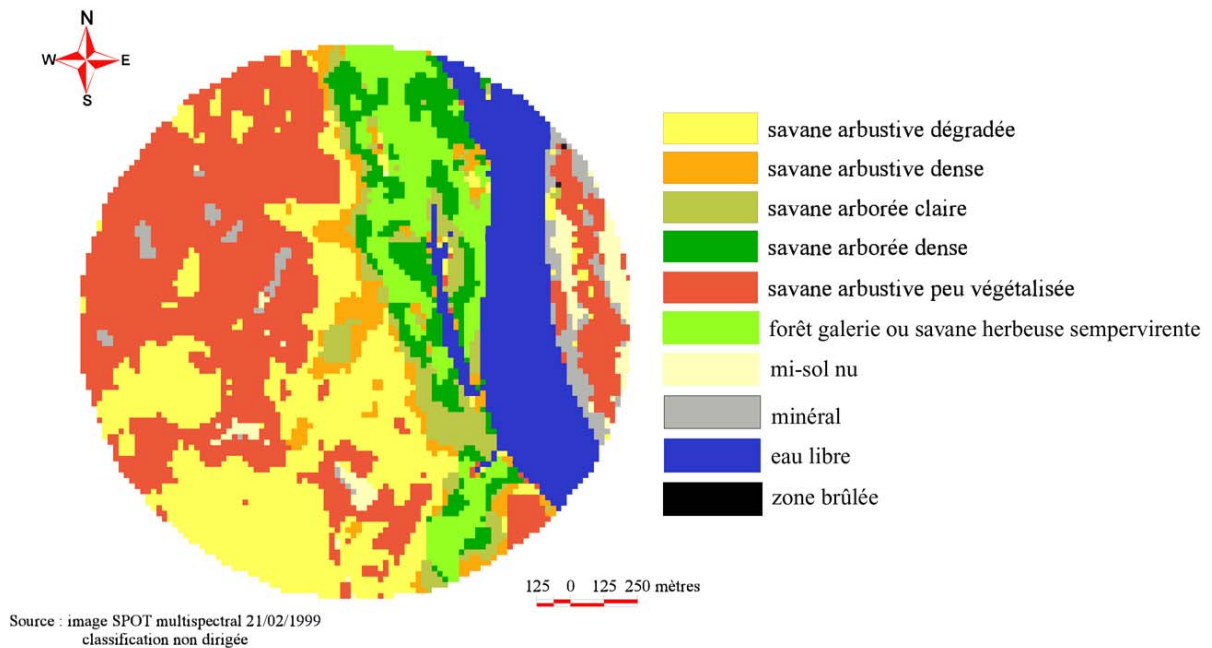 N
W E
S
savane arbustive dégradée
savane arbustive dense
savane arborée claire
savane arborée dense
savane arbustive peu végétalisée
forêt galerie ou savane herbeuse sempervirente
mi-sol nu
minéral
eau libre
zone brûlée
125 0 125 250 mètres
Source : image SPOT multispectral 21/02/1999
classification non dirigée